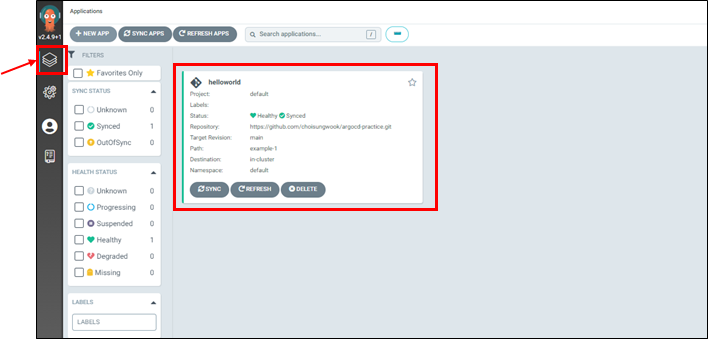 Applications
v2.4.9+1
+ NEW APP
SYNC APPS
REFRESH APPS
Search applications...
/
FILTERS
Favorites Only
SYNC STATUS
Unknown 0
Synced 1
OutOfSync 0
HEALTH STATUS
Unknown 0
Progressing 0
Suspended 0
Healthy 1
Degraded 0
Missing 0
LABELS
LABELS
helloworld
Project: default
Labels:
Status: Healthy Synced
Repository: https://github.com/choisungwook/argocd-practice.git
Target Revision: main
Path: example-1
Destination: in-cluster
Namespace: default
SYNC
REFRESH
DELETE